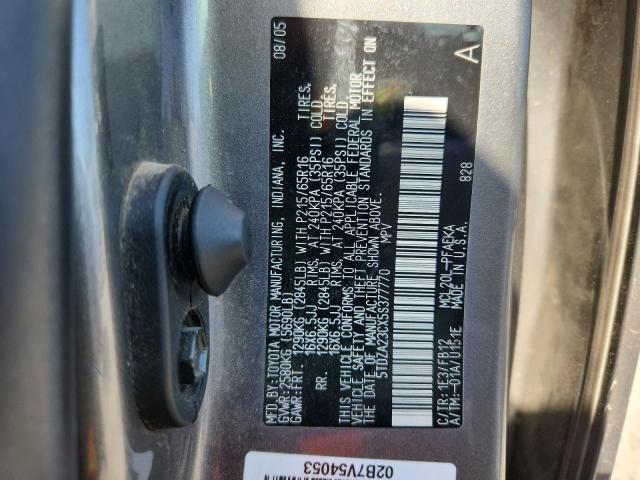 MFD.BY:TOYOTA MOTOR MANUFACTURING, INDIANA, INC. 08/05
GVWR:2580KG (5690LB)
GAWR:FRT. 1290KG (2845LB) WITH P215/65R16 TIRES,
16X6.5JJ RIMS, AT 240KPA (35PSI) COLD.
RR. 1290KG (2845LB) WITH P215/65R16 TIRES,
16X6.5JJ RIMS, AT 240KPA (35PSI) COLD.
THIS VEHICLE CONFORMS TO ALL APPLICABLE FEDERAL MOTOR
VEHICLE SAFETY AND THEFT PREVENTION STANDARDS IN EFFECT ON
THE DATE OF MANUFACTURE SHOWN ABOVE.
5TDZA23CX5S377770 MPV
A
C/TR:1E3/FB12 MCL20L-PFAEKA
A/TM:-01A/U151E MADE IN U.S.A. 828
02B7V54053